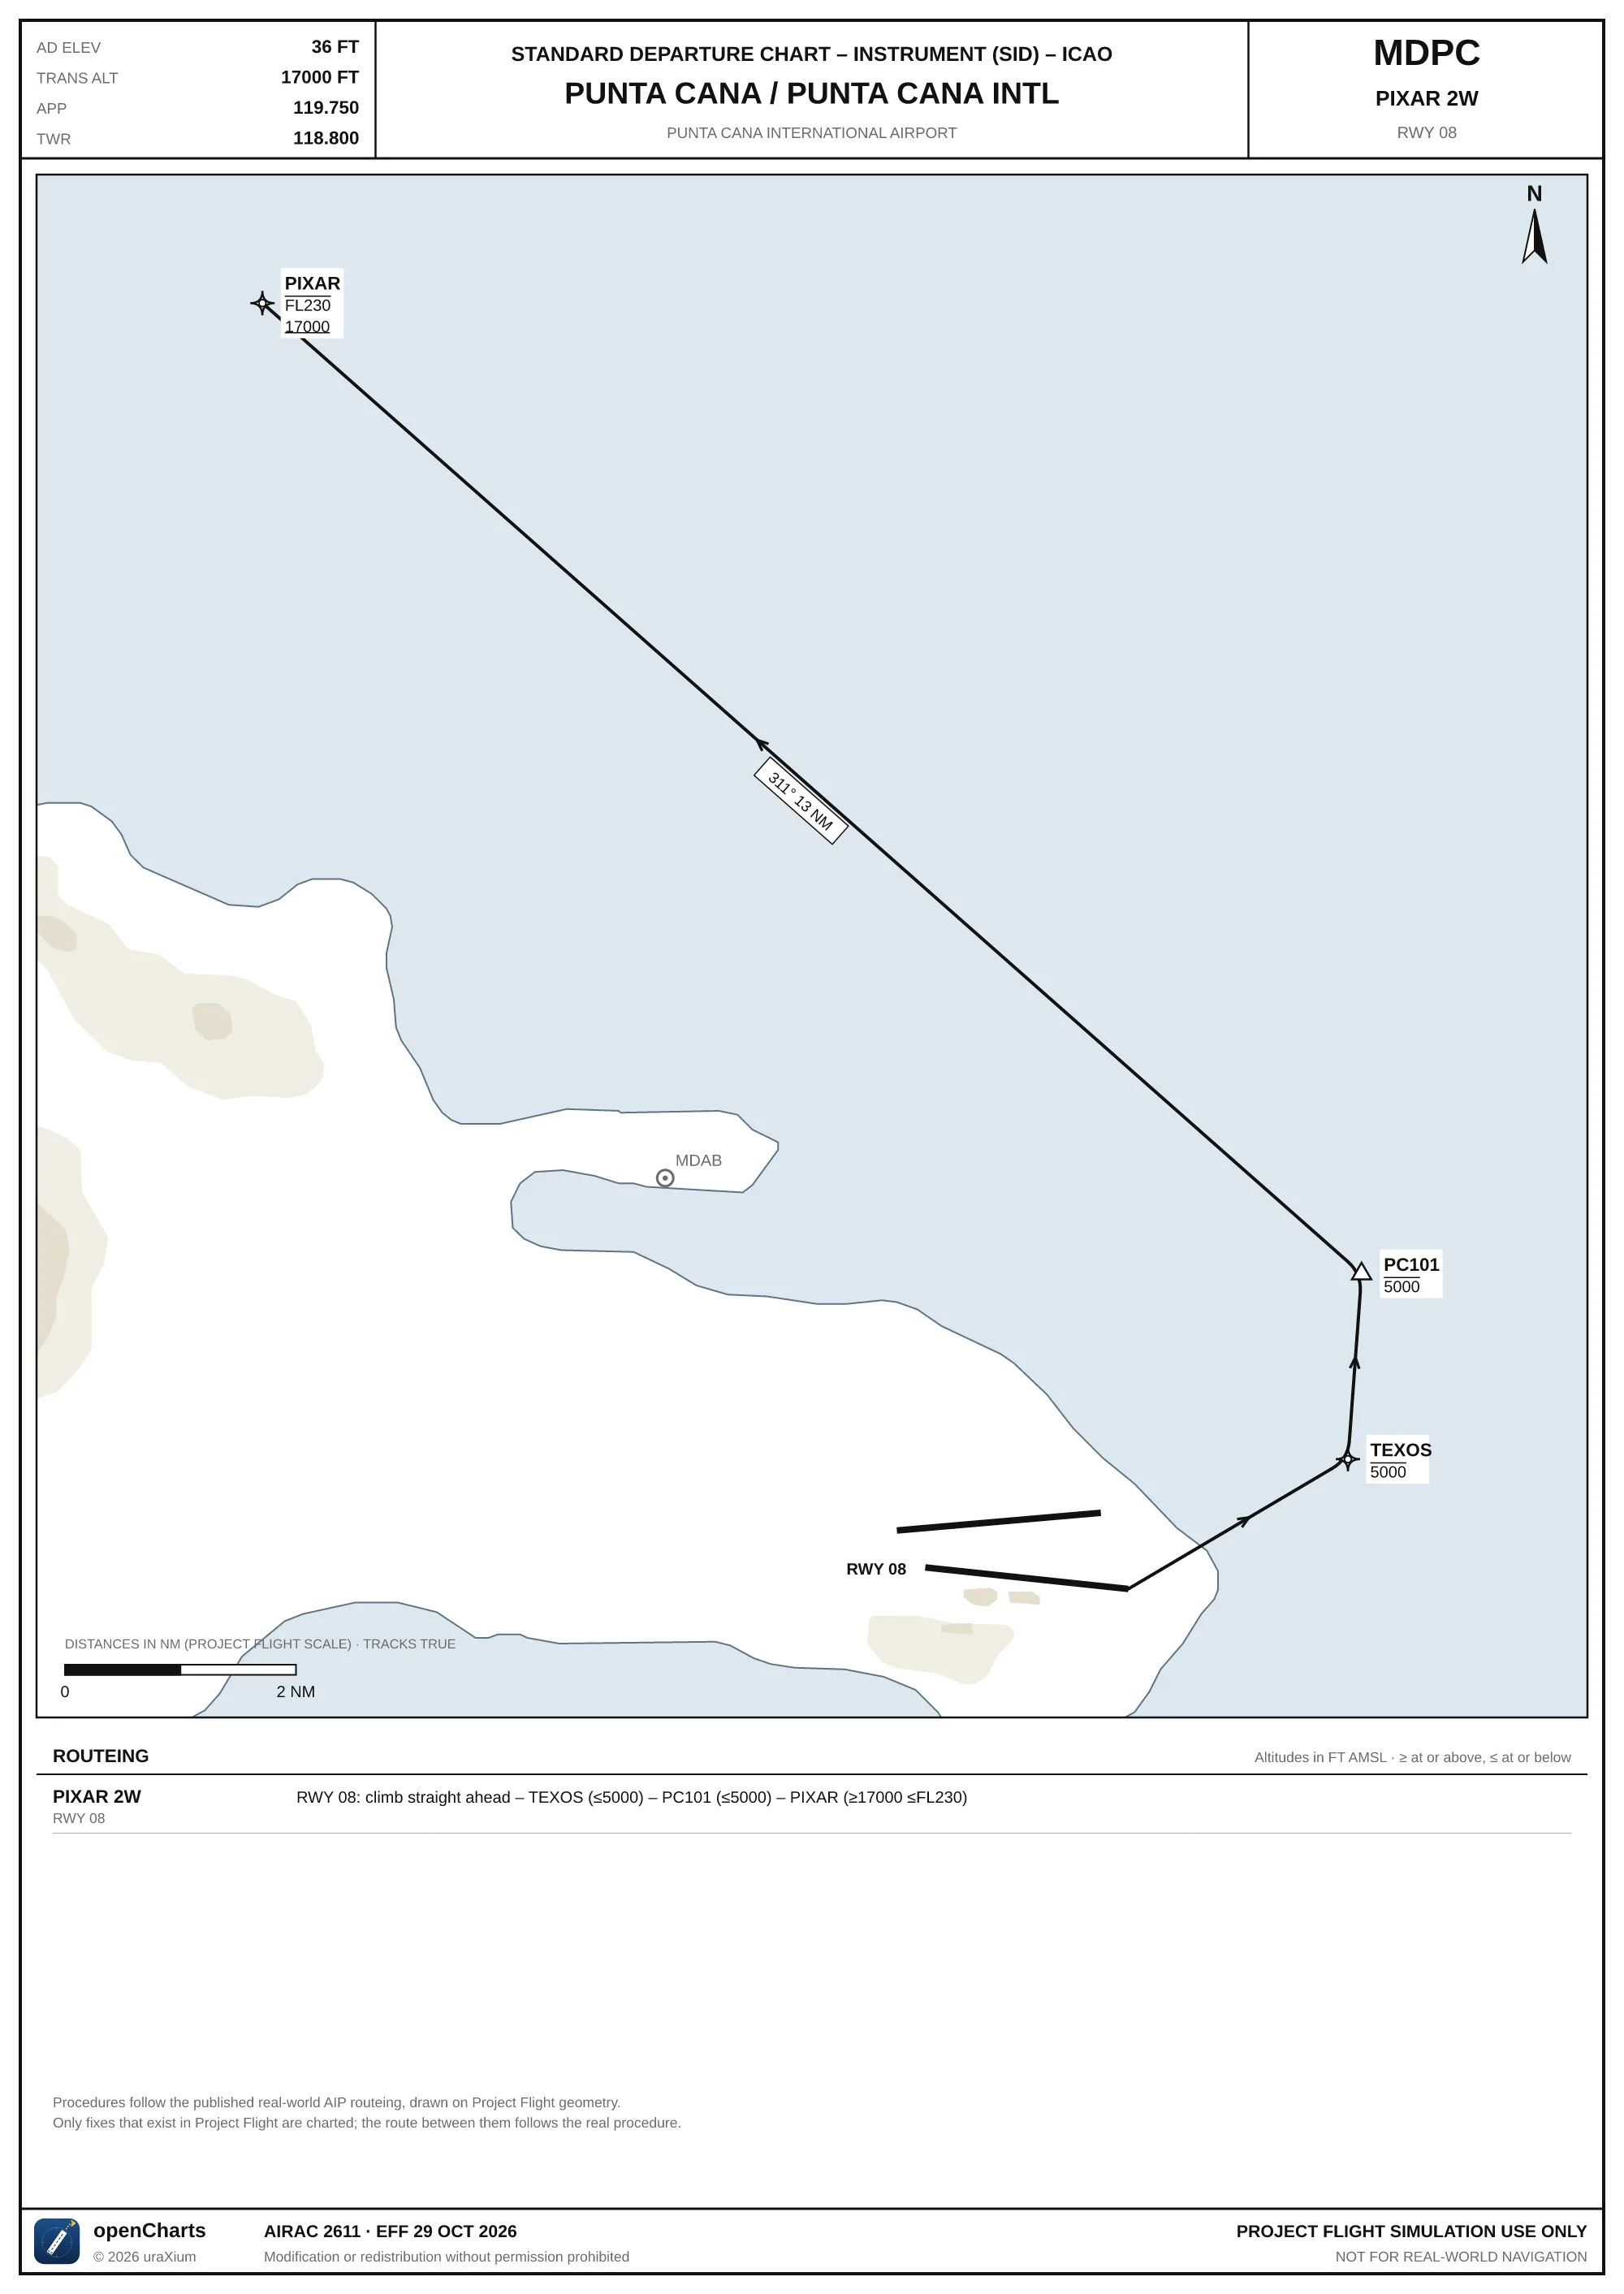 AD ELEV 36 FT
TRANS ALT 17000 FT
APP 119.750
TWR 118.800
STANDARD DEPARTURE CHART – INSTRUMENT (SID) – ICAO
PUNTA CANA / PUNTA CANA INTL
PUNTA CANA INTERNATIONAL AIRPORT
MDPC
PIXAR 2W
RWY 08
N
PIXAR
FL230
17000
311° 13 NM
MDAB
PC101
5000
TEXOS
5000
RWY 08
DISTANCES IN NM (PROJECT FLIGHT SCALE) · TRACKS TRUE
0 2 NM
ROUTEING
Altitudes in FT AMSL · ≥ at or above, ≤ at or below
PIXAR 2W
RWY 08: climb straight ahead – TEXOS (≤5000) – PC101 (≤5000) – PIXAR (≥17000 ≤FL230)
RWY 08
Procedures follow the published real-world AIP routeing, drawn on Project Flight geometry.
Only fixes that exist in Project Flight are charted; the route between them follows the real procedure.
openCharts
© 2026 uraXium
AIRAC 2611 · EFF 29 OCT 2026
Modification or redistribution without permission prohibited
PROJECT FLIGHT SIMULATION USE ONLY
NOT FOR REAL-WORLD NAVIGATION